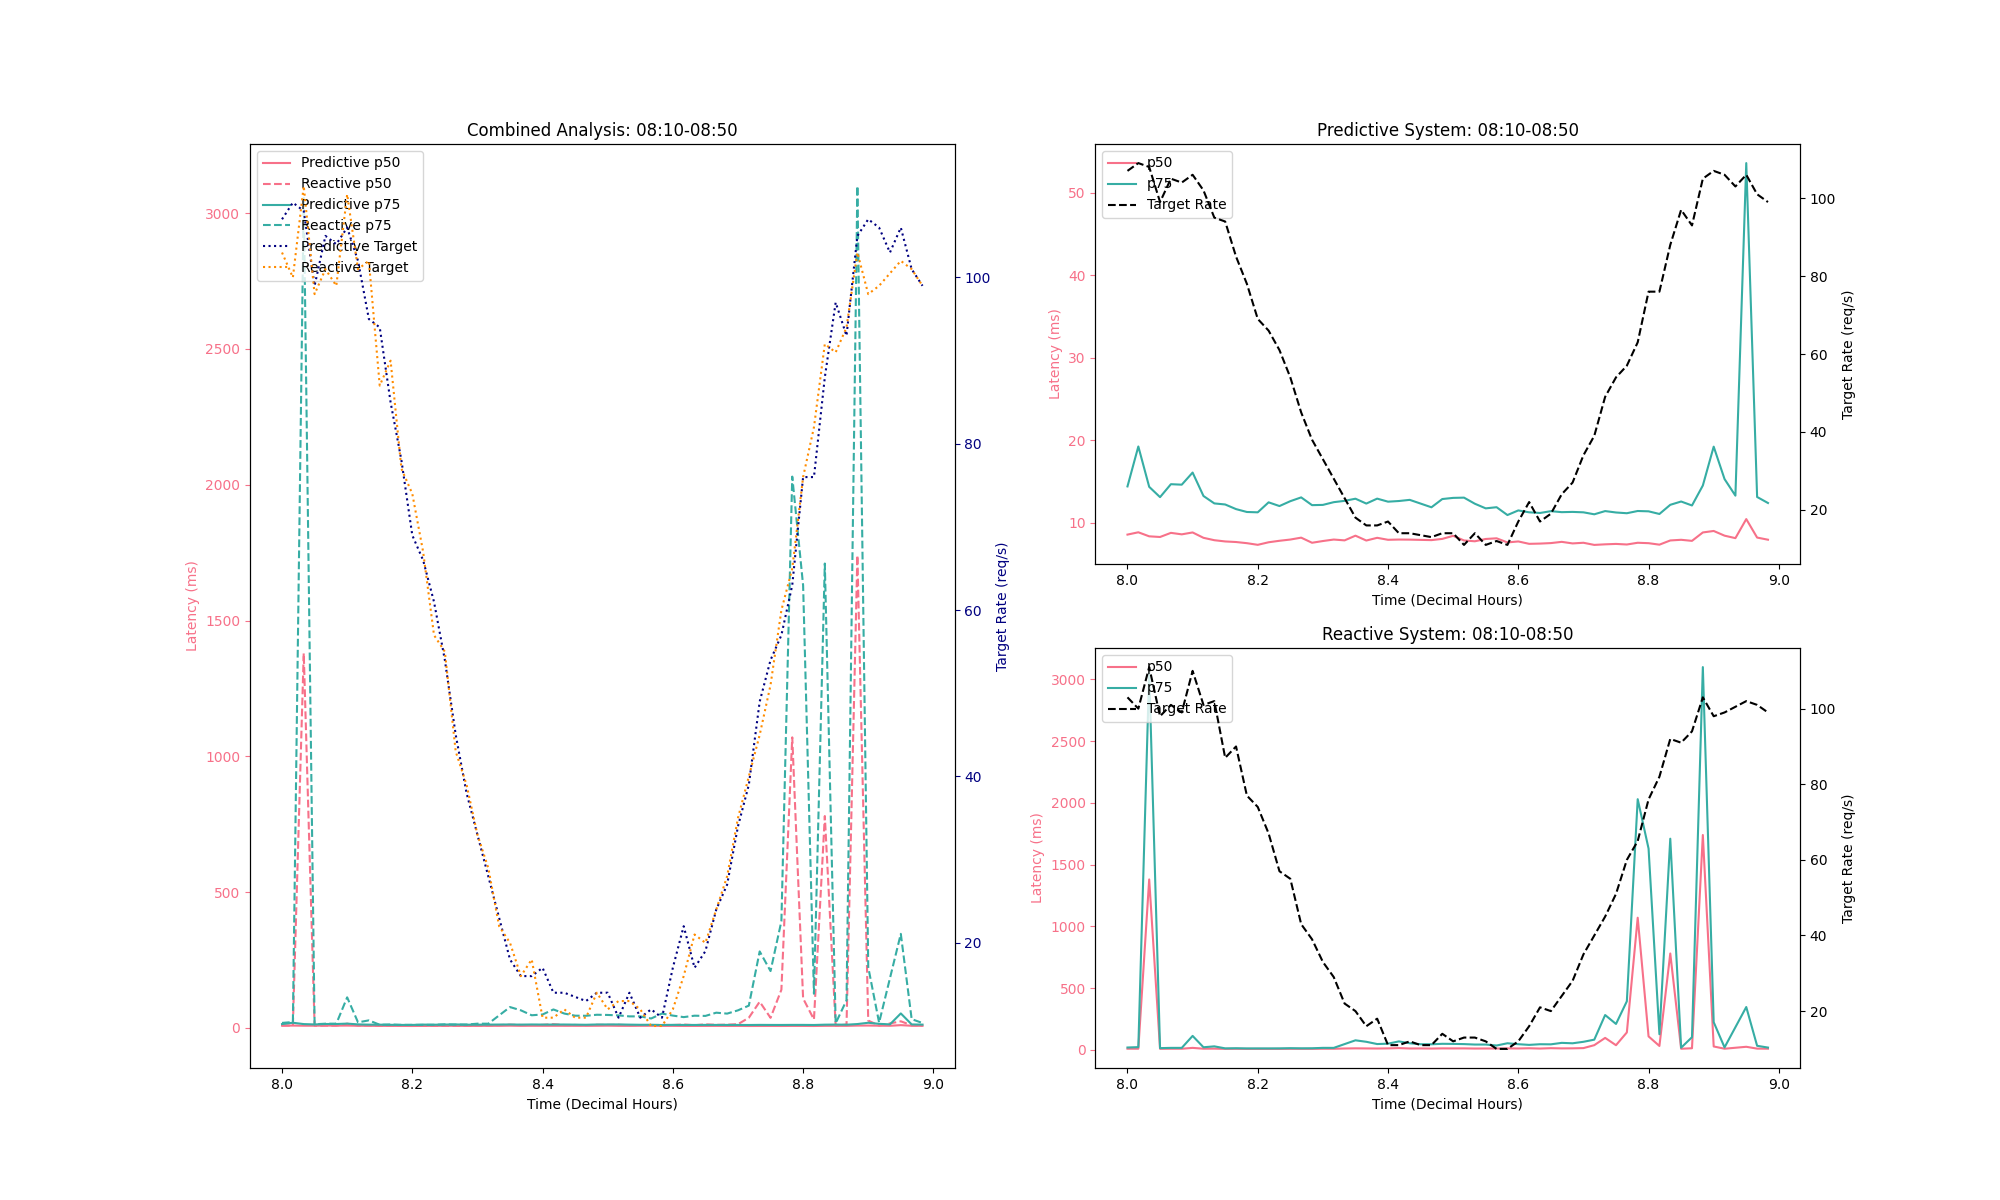 Combined Analysis: 08:10-08:50
Predictive p50
Reactive p50
Predictive p75
Reactive p75
Predictive Target
Reactive Target
3000
2500
2000
1500
1000
500
0
Latency (ms)
100
80
60
40
20
Target Rate (req/s)
8.0 8.2 8.4 8.6 8.8 9.0
Time (Decimal Hours)
Predictive System: 08:10-08:50
p50
p75
Target Rate
50
40
30
20
10
Latency (ms)
100
80
60
40
20
Target Rate (req/s)
8.0 8.2 8.4 8.6 8.8 9.0
Time (Decimal Hours)
Reactive System: 08:10-08:50
p50
p75
Target Rate
3000
2500
2000
1500
1000
500
0
Latency (ms)
100
80
60
40
20
Target Rate (req/s)
8.0 8.2 8.4 8.6 8.8 9.0
Time (Decimal Hours)